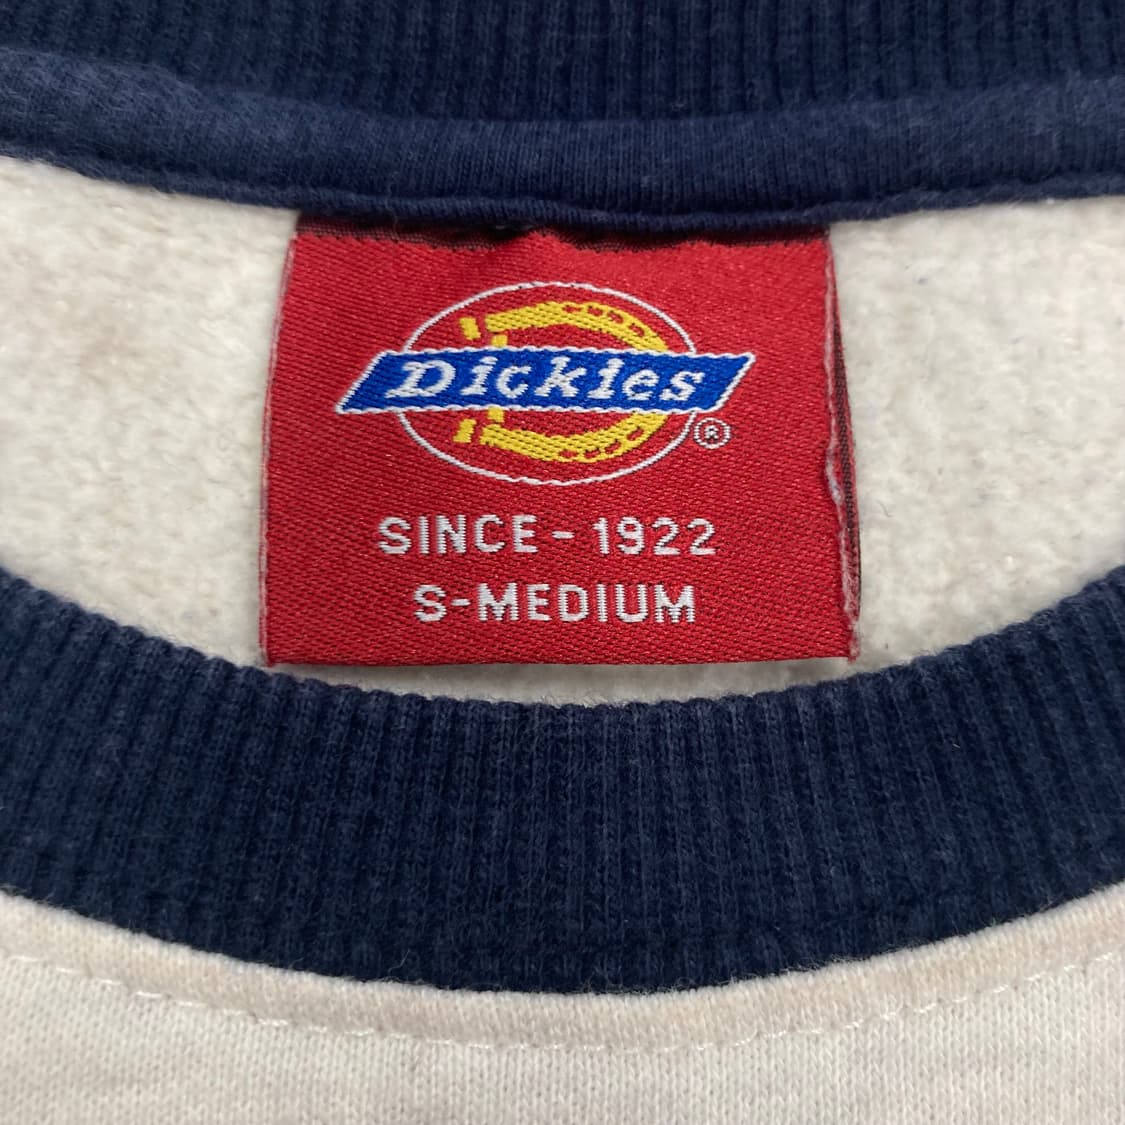 Dickies
®
SINCE - 1922
S-MEDIUM